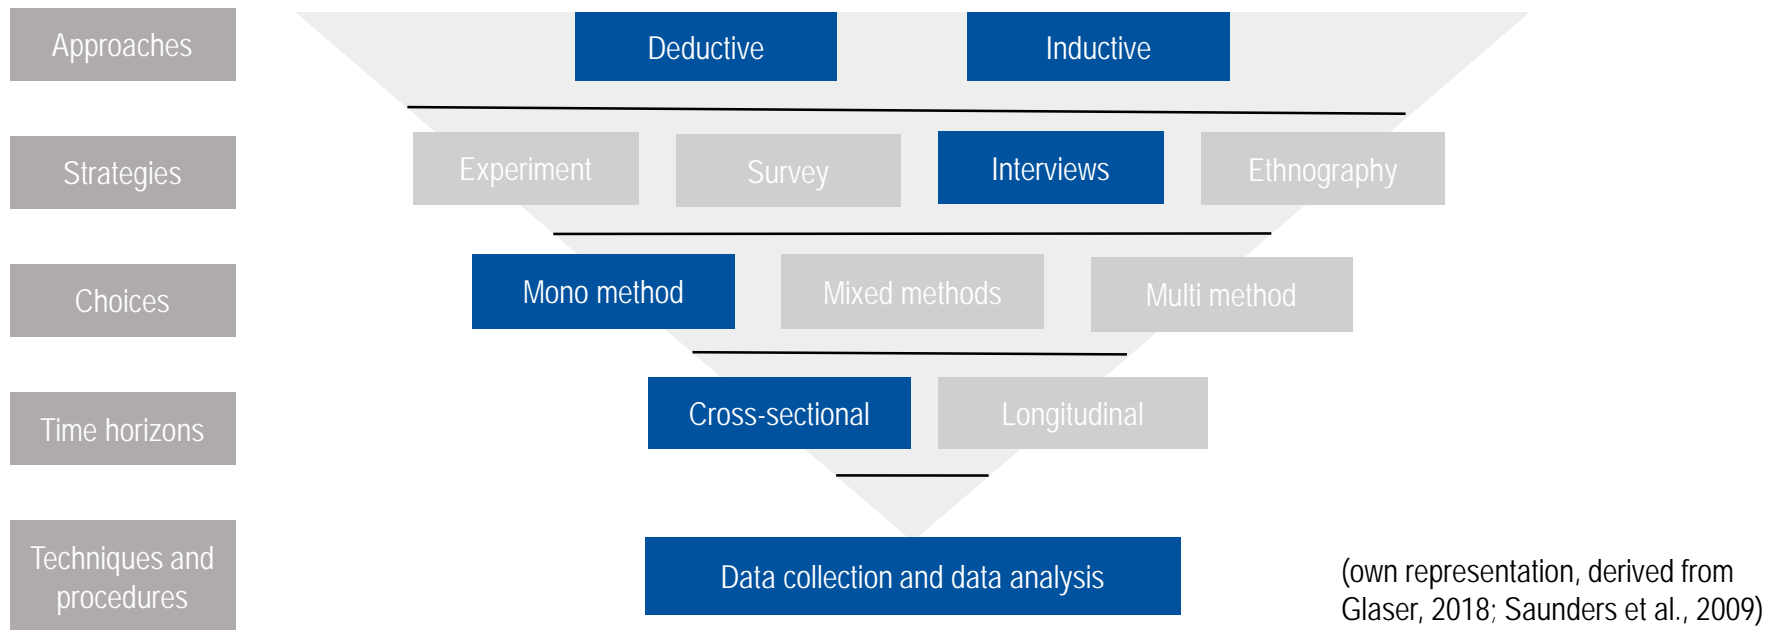 Approaches
Deductive
Inductive
Strategies
Experiment
Survey
Interviews
Ethnography
Choices
Mono method
Mixed methods
Multi method
Time horizons
Cross-sectional
Longitudinal
Techniques and
procedures
Data collection and data analysis
(own representation, derived from
Glaser, 2018; Saunders et al., 2009)